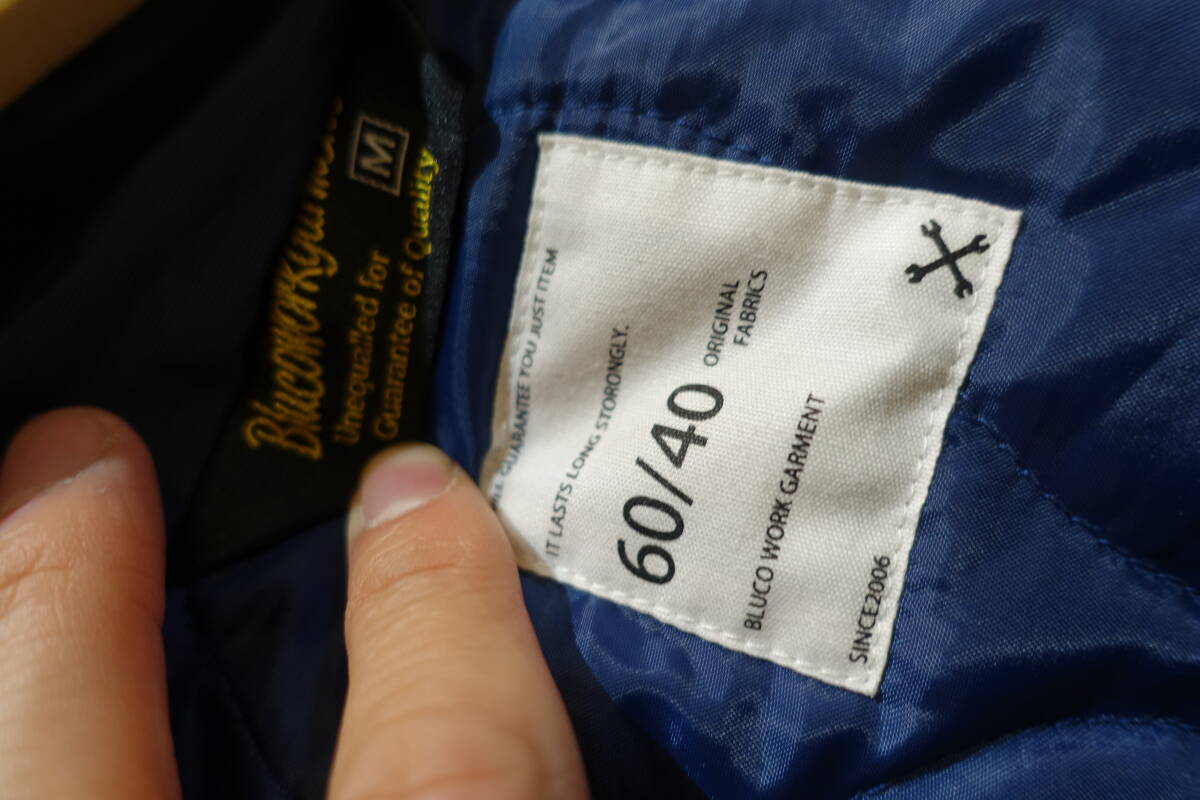 Blucoworkgarment
M
Unequalled for
Guarantee of Quality
GUARANTEE YOU JUST ITEM
IT LASTS LONG STORONGLY.
60/40 ORIGINAL
FABRICS
BLUCO WORK GARMENT
SINCE2006